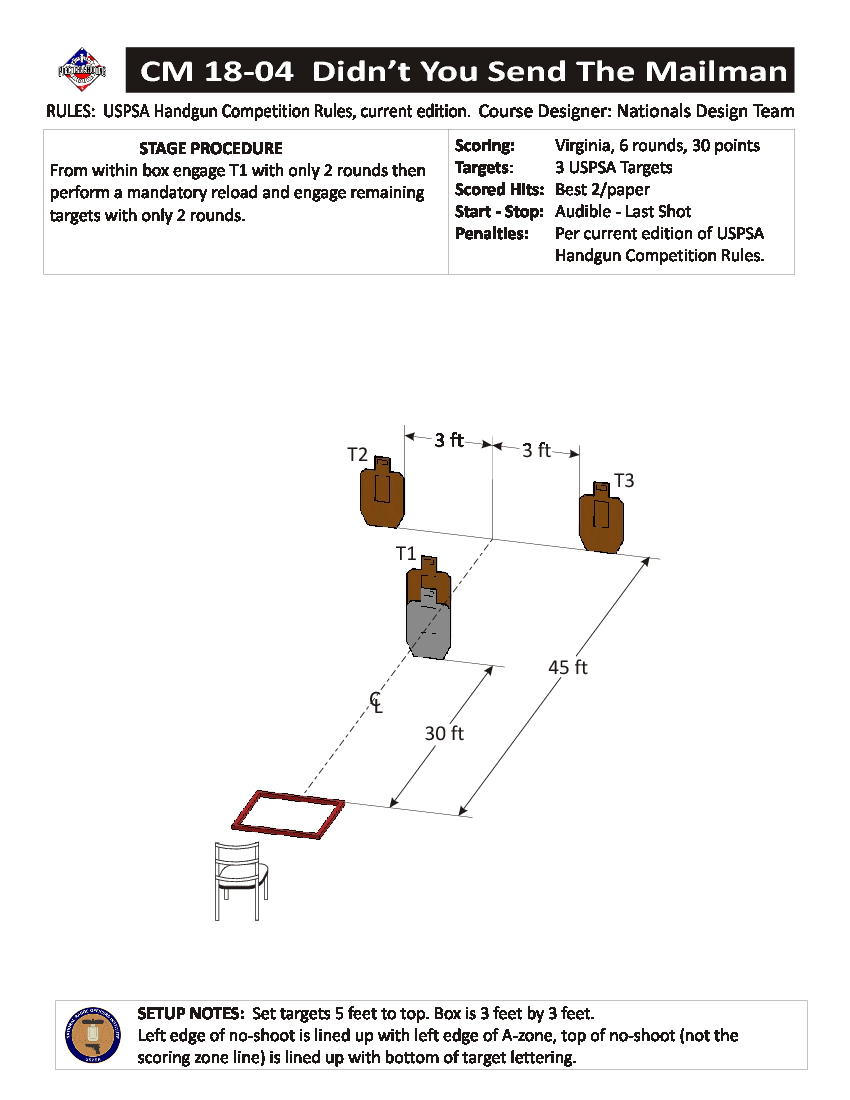 CM 18-04 Didn't You Send The Mailman
RULES: USPSA Handgun Competition Rules, current edition. Course Designer: Nationals Design Team
STAGE PROCEDURE
From within box engage T1 with only 2 rounds then
perform a mandatory reload and engage remaining
targets with only 2 rounds.
Scoring: Virginia, 6 rounds, 30 points
Targets: 3 USPSA Targets
Scored Hits: Best 2/paper
Start - Stop: Audible - Last Shot
Penalties: Per current edition of USPSA
Handgun Competition Rules.
3 ft
3 ft
T2
T3
T1
45 ft
℄
30 ft
SETUP NOTES: Set targets 5 feet to top. Box is 3 feet by 3 feet.
Left edge of no-shoot is lined up with left edge of A-zone, top of no-shoot (not the
scoring zone line) is lined up with bottom of target lettering.